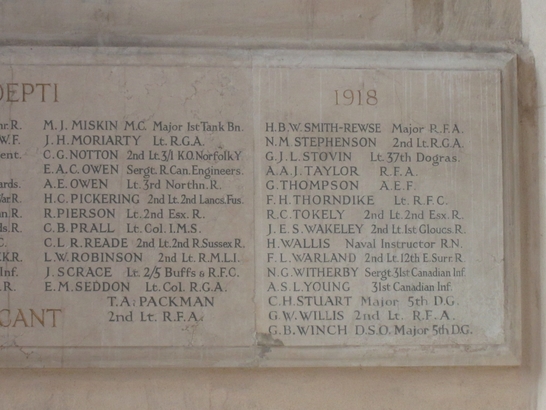 DEPTI
M. J. MISKIN M.C. Major 1st Tank Bn.
J. H. MORIARTY Lt. R.G.A.
C. G. NOTTON 2nd Lt. 3/1 K.O. Norfolk Y
E. A. C. OWEN Sergt. R. Can. Engineers.
A. E. OWEN Lt. 3rd Northn. R.
H. C. PICKERING 2nd Lt. 2nd Lancs. Fus.
R. PIERSON Lt. 2nd Esx. R.
C. B. PRALL Lt. Col. I.M.S.
C. L. R. READE 2nd Lt. 2nd R. Sussex R.
L. W. ROBINSON 2nd Lt. R.M.L.I.
J. S CRACE Lt. 2/5 Buffs & R.F.C.
E. M. SEDDON Lt. Col. R.G.A.
T. A. PACKMAN
2nd Lt. R.F.A.
CANT
1918
H. B. W. SMITH-REWSE Major R.F.A.
N. M. STEPHENSON 2nd Lt. R.G.A.
G. J. L. STOVIN Lt. 37th Dogras.
A. A. J. TAYLOR R.F.A.
G. THOMPSON A.E.F.
F. H. THORNDIKE Lt. R.F.C.
R. C. TOKELY 2nd Lt. 2nd Esx. R.
J. E. S. WAKELEY 2nd Lt. 1st Gloucs. R.
H. WALLIS Naval Instructor R.N.
F. L. WARLAND 2nd Lt. 12th E. Surr. R.
N. G. WITHERBY Sergt. 31st Canadian Inf.
A. S. L. YOUNG 31st Canadian Inf.
C. H. STUART Major 5th D.G.
G. W. WILLIS 2nd Lt. R.F.A.
G. B. WINCH D.S.O. Major 5th D.G.